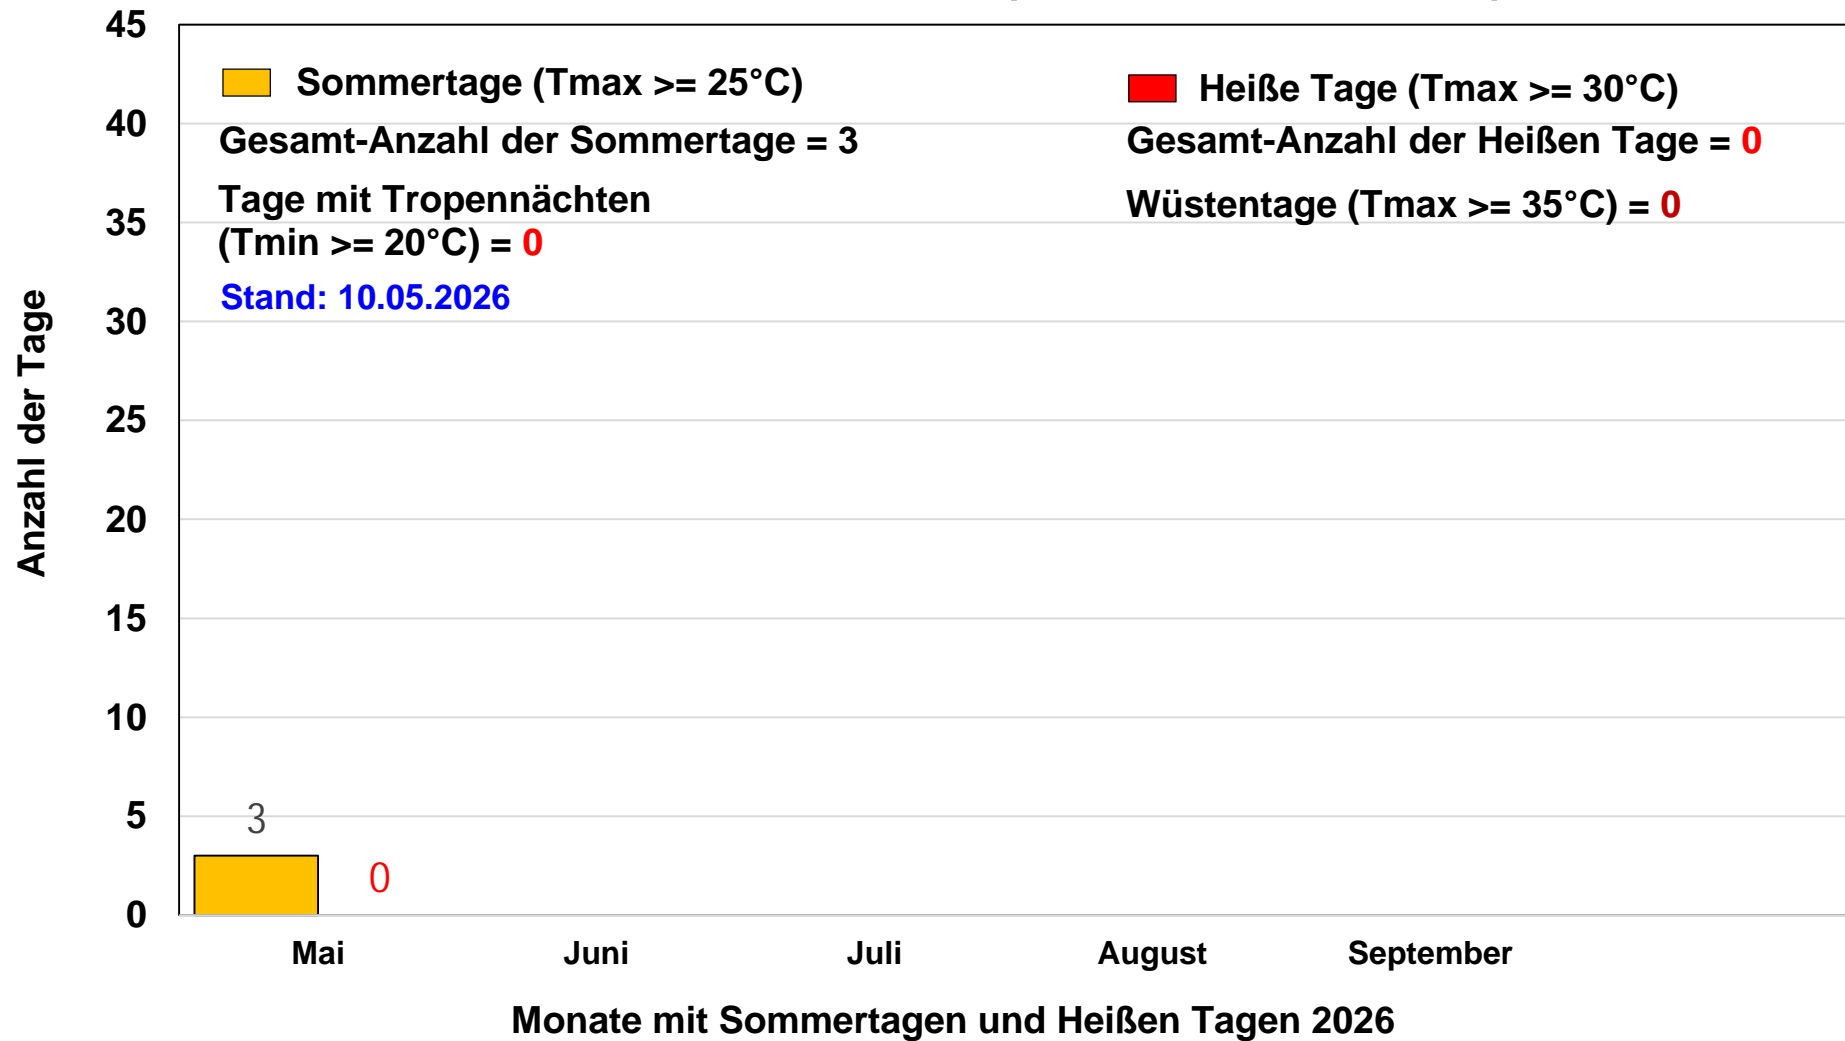 45
Sommertage (Tmax >= 25°C)
Heiße Tage (Tmax >= 30°C)
40
Gesamt-Anzahl der Sommertage = 3
Gesamt-Anzahl der Heißen Tage = 0
Tage mit Tropennächten
(Tmin >= 20°C) = 0
Wüstentage (Tmax >= 35°C) = 0
35
Stand: 10.05.2026
30
25
20
15
10
5
0
Anzahl der Tage
3
0
Mai
Juni
Juli
August
September
Monate mit Sommertagen und Heißen Tagen 2026